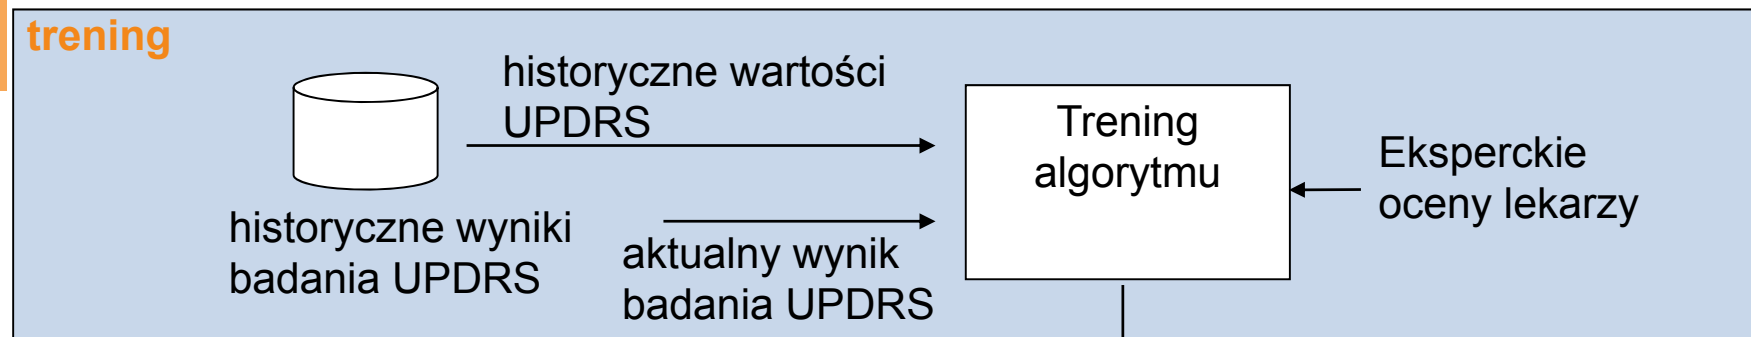 trening
historyczne wartości
UPDRS
Trening
algorytmu
Eksperckie
oceny lekarzy
historyczne wyniki
badania UPDRS
aktualny wynik
badania UPDRS